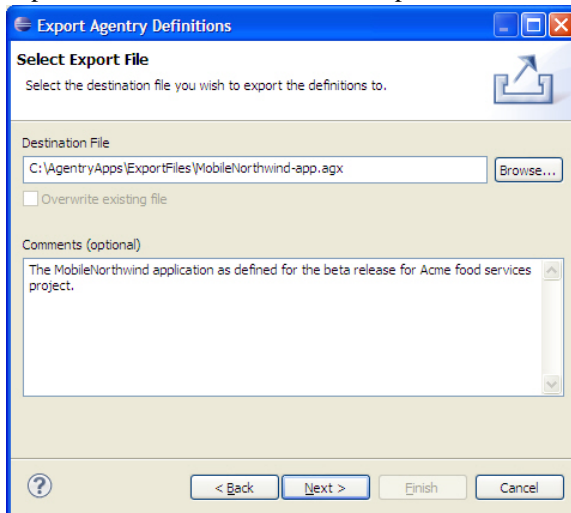 Export Agentry Definitions
Select Export File
Select the destination file you wish to export the definitions to.
Destination File
C:\AgentryApps\ExportFiles\MobileNorthwind-app.agx
Browse...
Overwrite existing file
Comments (optional)
The MobileNorthwind application as defined for the beta release for Acme food services
project.
?
< Back
Next >
Finish
Cancel